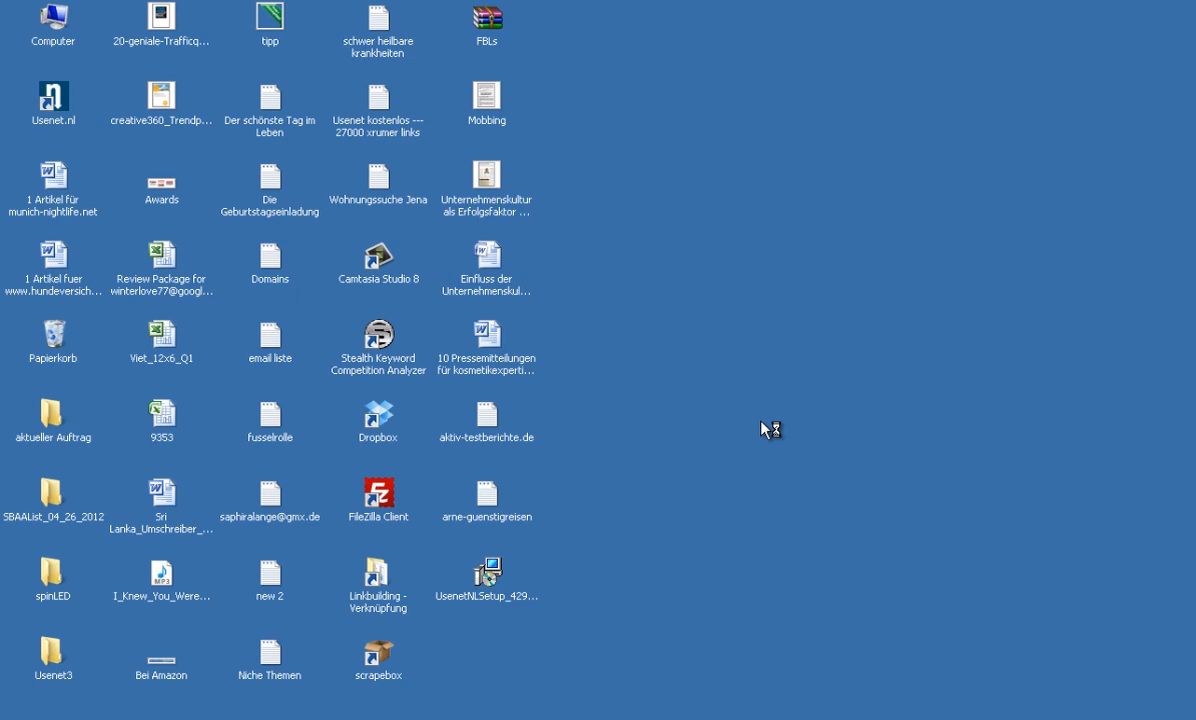 Computer
20-geniale-Trafficq...
tipp
schwer heilbare
krankheiten
FBLs
Usenet.nl
creative360_Trendp...
Der schönste Tag im
Leben
Usenet kostenlos ---
27000 xrumer links
Mobbing
1 Artikel für
munich-nightlife.net
Awards
Die
Geburtstagseinladung
Wohnungssuche Jena
Unternehmenskultur
als Erfolgsfaktor ...
1 Artikel fuer
www.hundeversich...
Review Package for
winterlove77@googl...
Domains
Camtasia Studio 8
Einfluss der
Unternehmenskul...
Papierkorb
Viet_12x6_Q1
email liste
Stealth Keyword
Competition Analyzer
10 Pressemitteilungen
für kosmetikexperti...
aktueller Auftrag
9353
fusselrolle
Dropbox
aktiv-testberichte.de
SBAAList_04_26_2012
Sri
Lanka_Umschreiber_...
saphiralange@gmx.de
FileZilla Client
arne-guenstigreisen
spinLED
MP3
I_Knew_You_Were...
new 2
Linkbuilding -
Verknüpfung
UsenetNLSetup_429...
Usenet3
Bei Amazon
Niche Themen
scrapebox